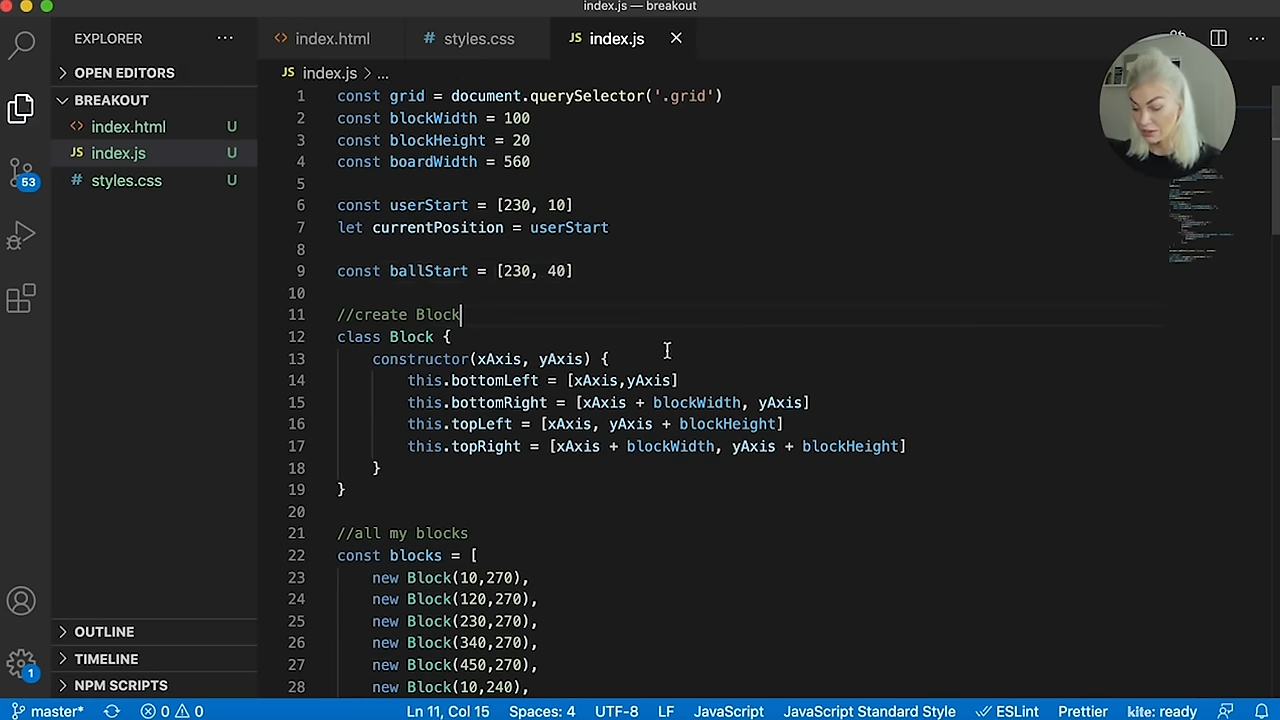 index.js — breakout
EXPLORER
index.html
styles.css
index.js
OPEN EDITORS
BREAKOUT
index.html U
index.js U
styles.css U
53
1
OUTLINE
TIMELINE
NPM SCRIPTS
index.js > ...
1 const grid = document.querySelector('.grid')
2 const blockWidth = 100
3 const blockHeight = 20
4 const boardWidth = 560
5
6 const userStart = [230, 10]
7 let currentPosition = userStart
8
9 const ballStart = [230, 40]
10
11 //create Block
12 class Block {
13     constructor(xAxis, yAxis) {
14         this.bottomLeft = [xAxis,yAxis]
15         this.bottomRight = [xAxis + blockWidth, yAxis]
16         this.topLeft = [xAxis, yAxis + blockHeight]
17         this.topRight = [xAxis + blockWidth, yAxis + blockHeight]
18     }
19 }
20
21 //all my blocks
22 const blocks = [
23     new Block(10,270),
24     new Block(120,270),
25     new Block(230,270),
26     new Block(340,270),
27     new Block(450,270),
28     new Block(10,240),
master* 0 0 Ln 11, Col 15 Spaces: 4 UTF-8 LF JavaScript JavaScript Standard Style ESLint Prettier kite: ready